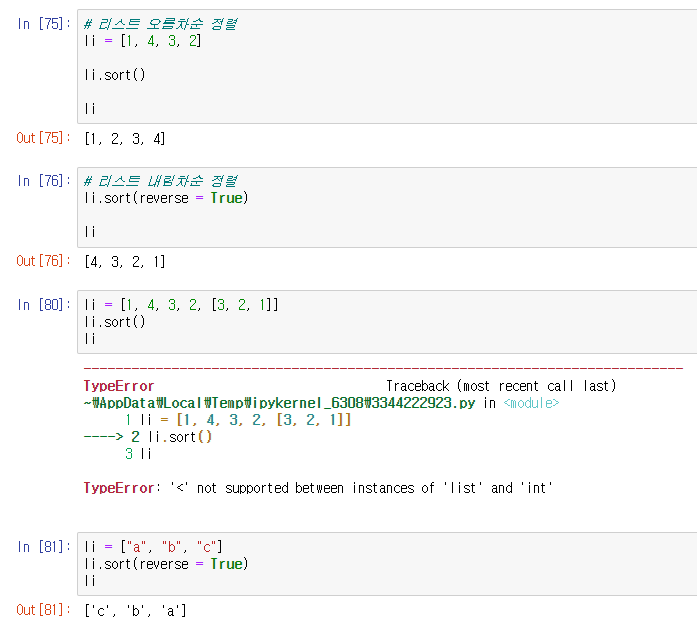 In [75]: # 리스트 오름차순 정렬
li = [1, 4, 3, 2]
li.sort()
li
Out[75]: [1, 2, 3, 4]
In [76]: # 리스트 내림차순 정렬
li.sort(reverse = True)
li
Out[76]: [4, 3, 2, 1]
In [80]: li = [1, 4, 3, 2, [3, 2, 1]]
li.sort()
li
---------------------------------------------------------------------------
TypeError                                 Traceback (most recent call last)
~₩AppData₩Local₩Temp₩ipykernel_6308₩3344222923.py in <module>
      1 li = [1, 4, 3, 2, [3, 2, 1]]
----> 2 li.sort()
      3 li
TypeError: '<' not supported between instances of 'list' and 'int'
In [81]: li = ["a", "b", "c"]
li.sort(reverse = True)
li
Out[81]: ['c', 'b', 'a']